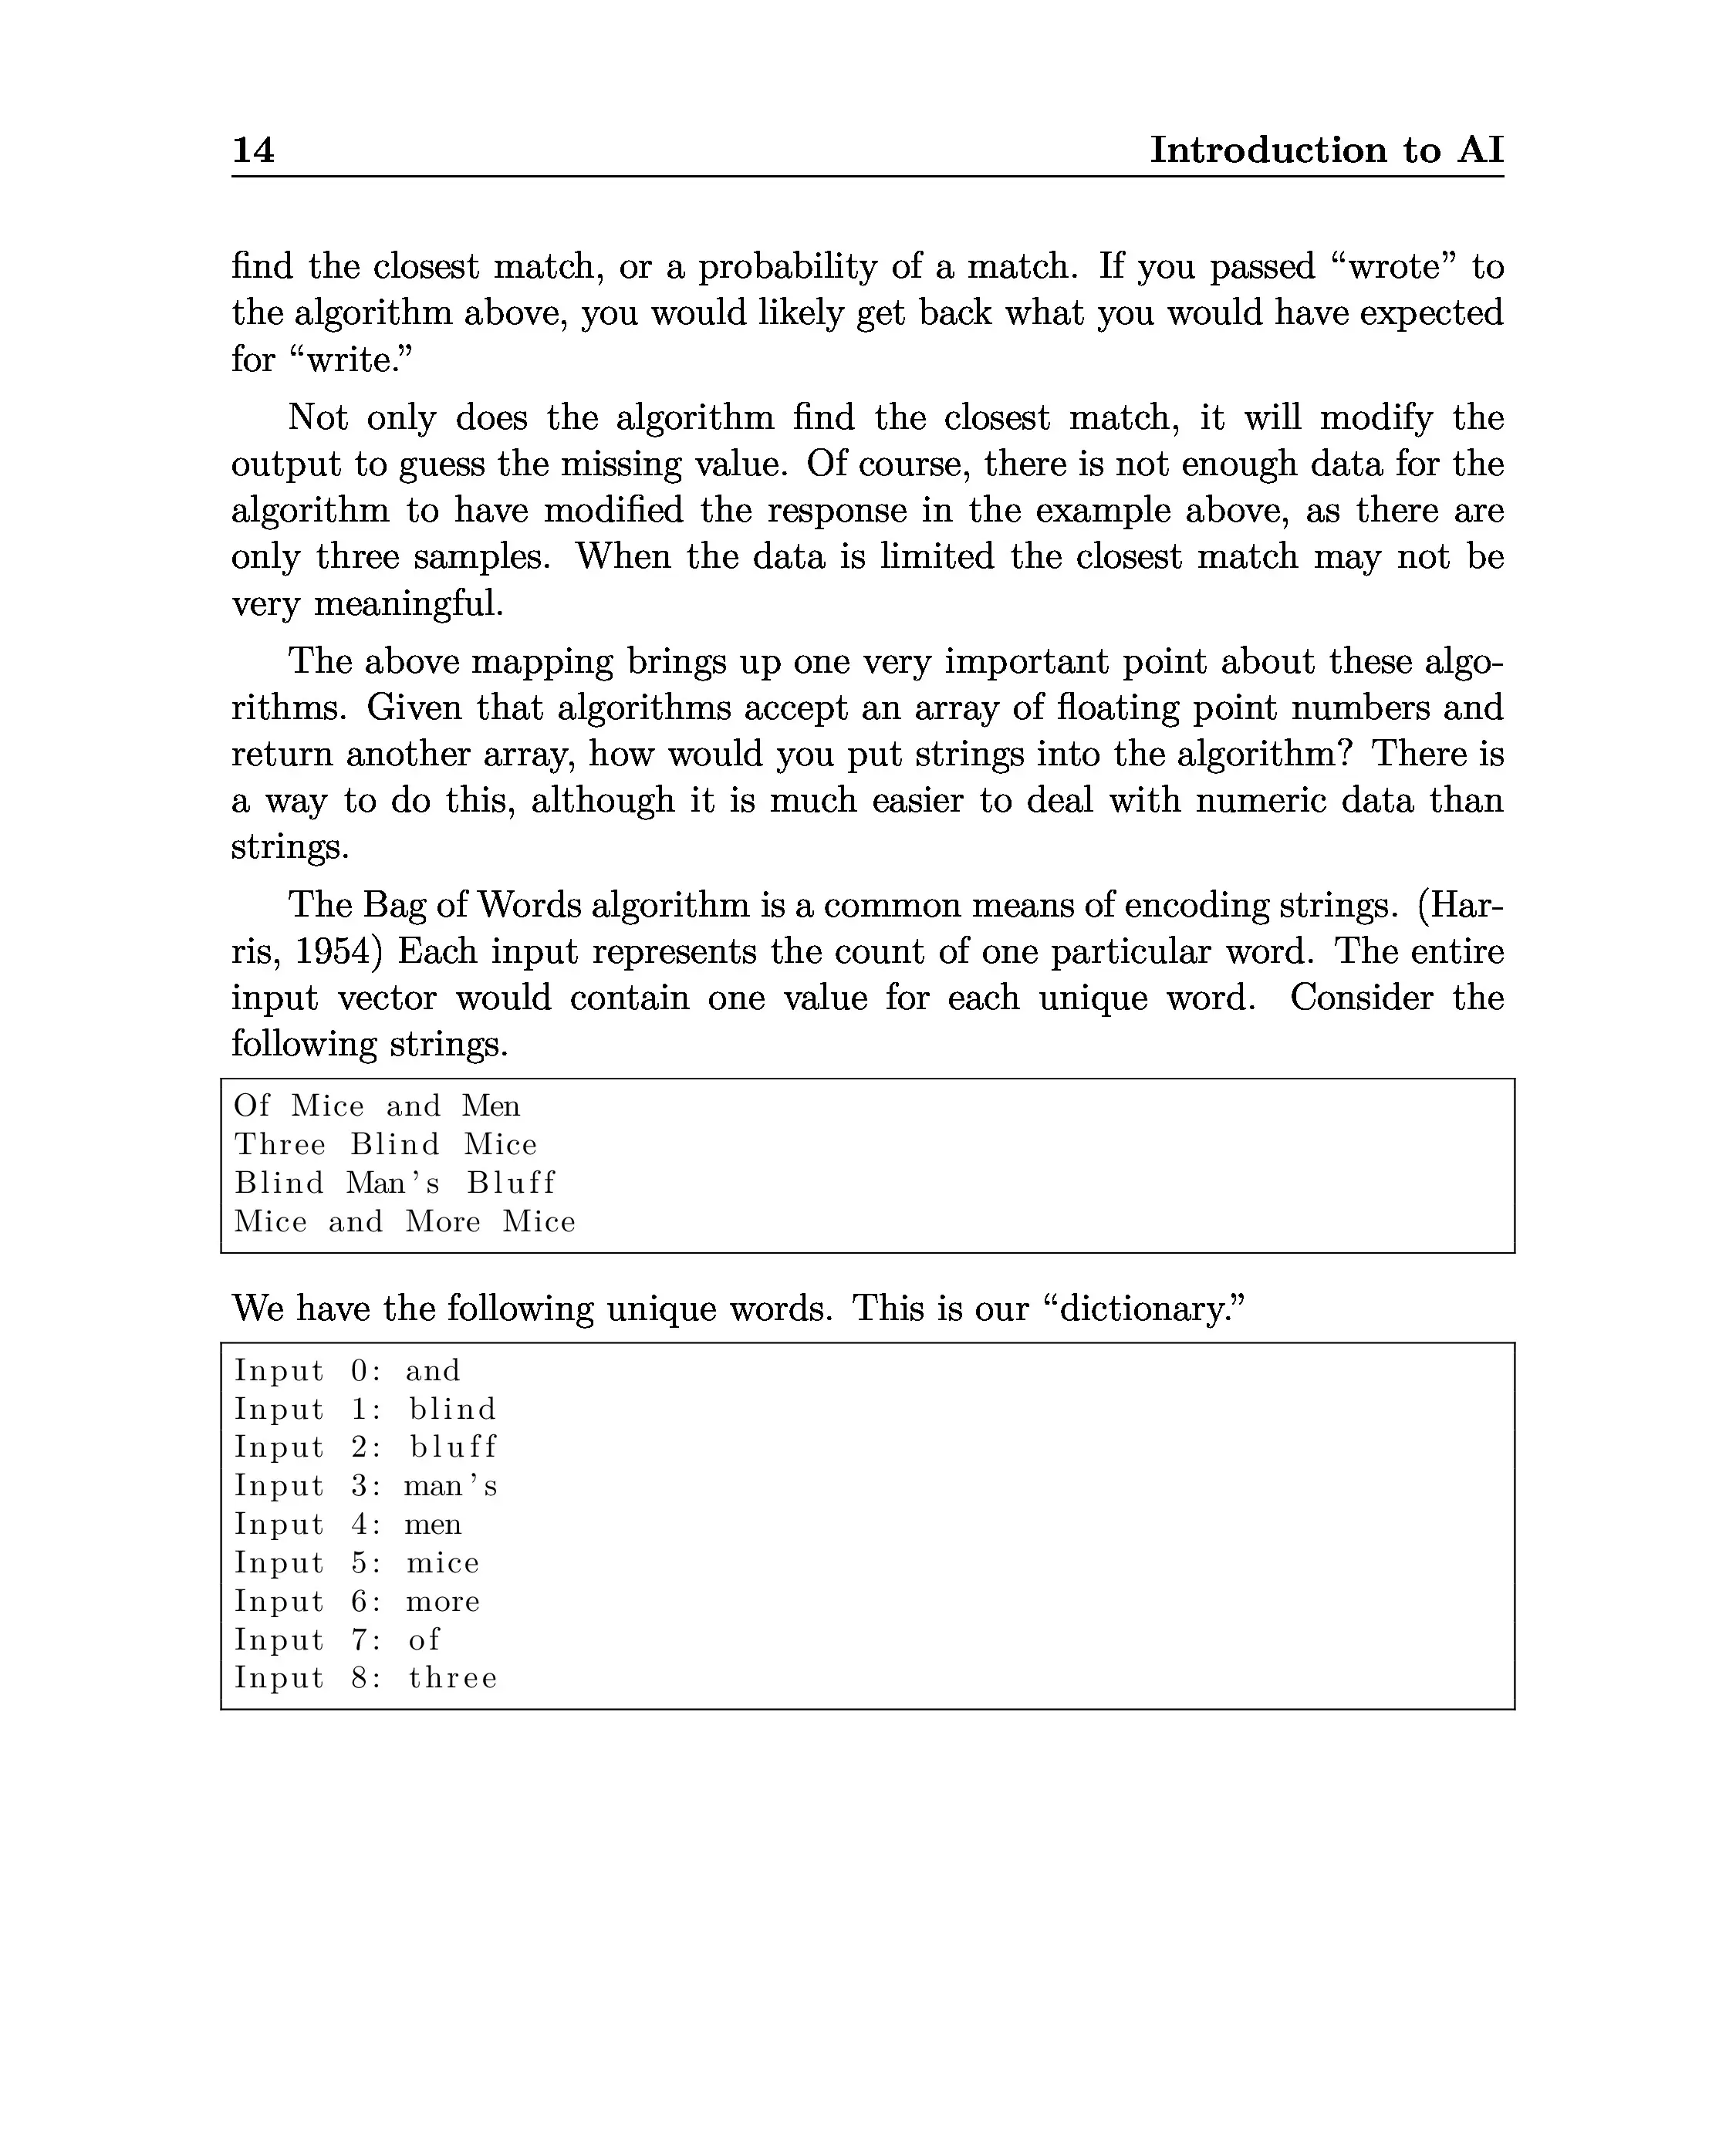 14 Introduction to AI
find the closest match, or a probability of a match. If you passed “wrote” to
the algorithm above, you would likely get back what you would have expected
for “write.”
Not only does the algorithm find the closest match, it will modify the
output to guess the missing value. Of course, there is not enough data for the
algorithm to have modified the response in the example above, as there are
only three samples. When the data is limited the closest match may not be
very meaningful.
The above mapping brings up one very important point about these algo-
rithms. Given that algorithms accept an array of floating point numbers and
return another array, how would you put strings into the algorithm? There is
a way to do this, although it is much easier to deal with numeric data than
strings.
The Bag of Words algorithm is a common means of encoding strings. (Har-
ris, 1954) Each input represents the count of one particular word. The entire
input vector would contain one value for each unique word. Consider the
following strings.
Of Mice and Men
Three Blind Mice
Blind Man’s Bluff
Mice and More Mice
We have the following unique words. This is our “dictionary.”
Input 0: and
Input 1: blind
Input 2: bluff
Input 3: man’s
Input 4: men
Input 5: mice
Input 6: more
Input 7: of
Input 8: three